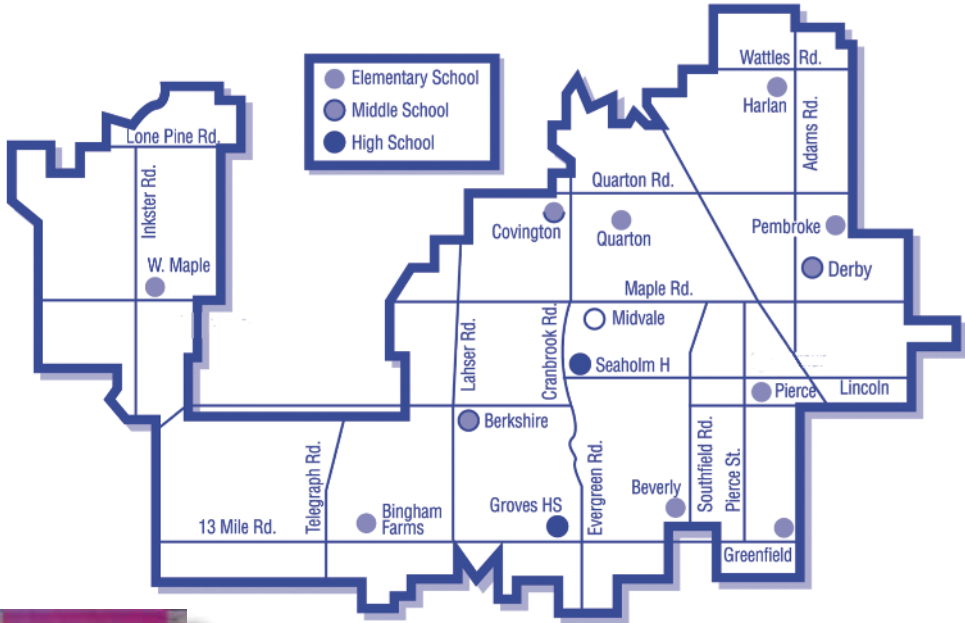 Elementary School
Middle School
High School
Wattles Rd.
Harlan
Adams Rd.
Lone Pine Rd.
Inkster Rd.
Quarton Rd.
Covington
Quarton
Pembroke
Derby
W. Maple
Maple Rd.
Midvale
Lahser Rd.
Cranbrook Rd.
Seaholm H
Pierce
Lincoln
Berkshire
Telegraph Rd.
Evergreen Rd.
Southfield Rd.
Pierce St.
Beverly
Bingham
Farms
Groves HS
13 Mile Rd.
Greenfield